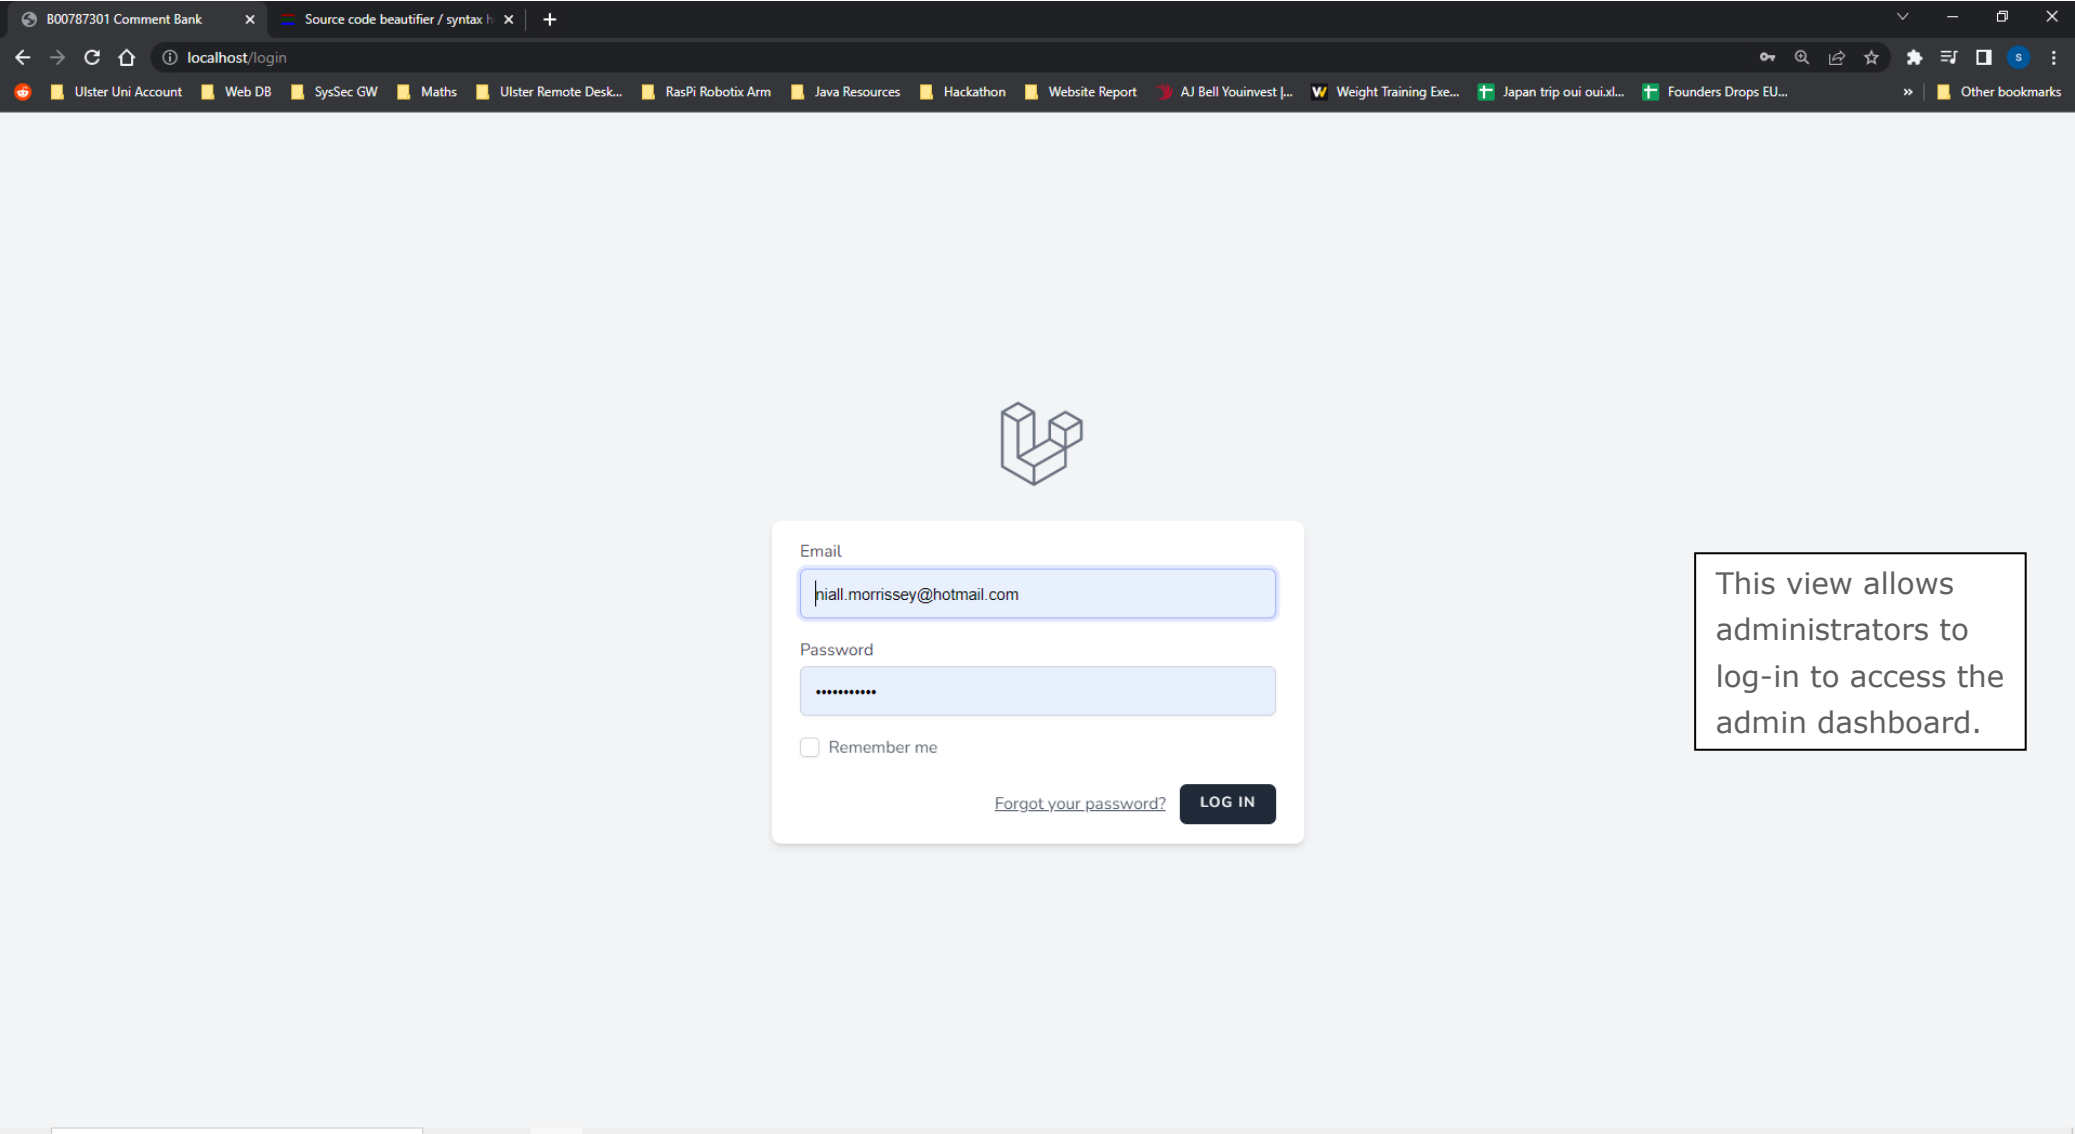 B00787301 Comment Bank
Source code beautifier / syntax h
localhost/login
Ulster Uni Account
Web DB
SysSec GW
Maths
Ulster Remote Desk...
RasPi Robotix Arm
Java Resources
Hackathon
Website Report
AJ Bell Youinvest |...
Weight Training Exe...
Japan trip oui oui.xl...
Founders Drops EU...
Other bookmarks
Email
niall.morrissey@hotmail.com
Password
Remember me
Forgot your password?
LOG IN
This view allows
administrators to
log-in to access the
admin dashboard.